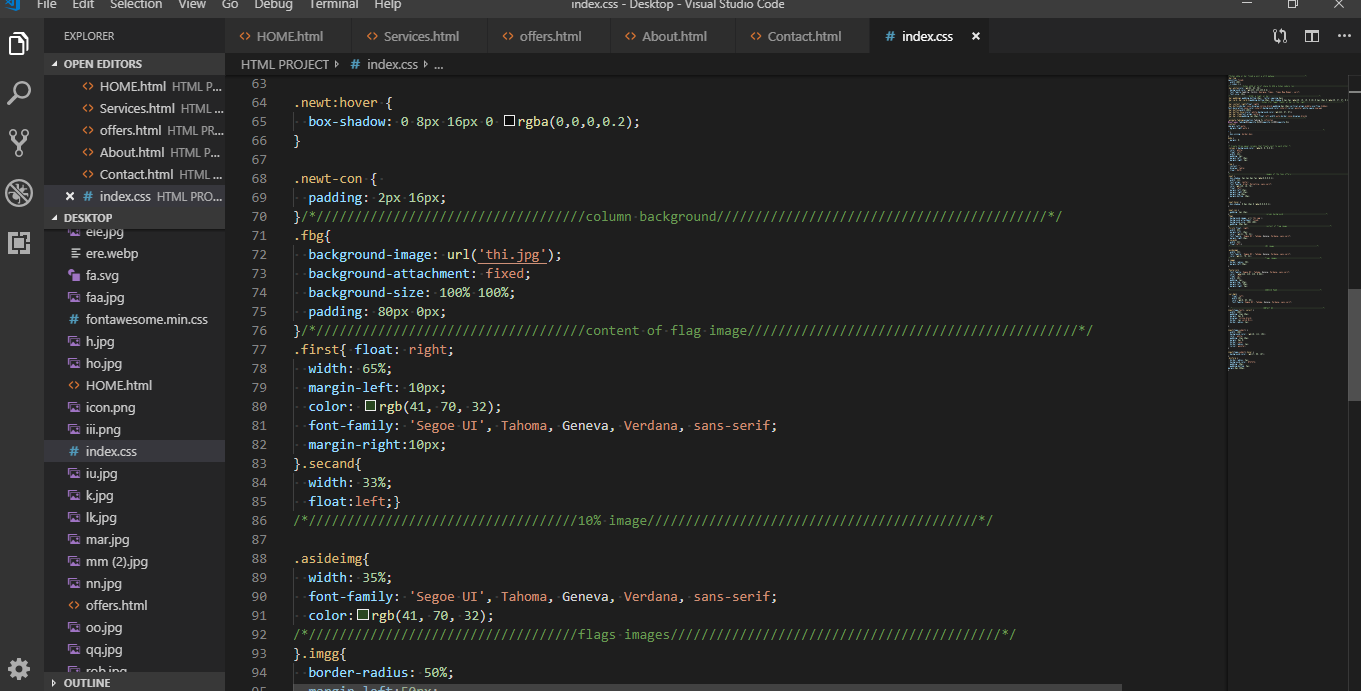 File Edit Selection View Go Debug Terminal Help index.css - Desktop - Visual Studio Code
EXPLORER
HOME.html Services.html offers.html About.html Contact.html # index.css ×
OPEN EDITORS
HOME.html HTML P...
Services.html HTML ...
offers.html HTML PR...
About.html HTML P...
Contact.html HTML ...
× # index.css HTML PRO...
DESKTOP
ele.jpg
ere.webp
fa.svg
faa.jpg
# fontawesome.min.css
h.jpg
ho.jpg
HOME.html
icon.png
iii.png
# index.css
iu.jpg
k.jpg
lk.jpg
mar.jpg
mm (2).jpg
nn.jpg
offers.html
oo.jpg
qq.jpg
OUTLINE
HTML PROJECT # index.css ...
63
64 .newt:hover {
65 box-shadow: 0 8px 16px 0 rgba(0,0,0,0.2);
66 }
67
68 .newt-con {
69 padding: 2px 16px;
70 }/*///////////////////////////////////column background///////////////////////////////////////////*/
71 .fbg{
72 background-image: url('thi.jpg');
73 background-attachment: fixed;
74 background-size: 100% 100%;
75 padding: 80px 0px;
76 }/*///////////////////////////////////content of flag image///////////////////////////////////////////*/
77 .first{ float: right;
78 width: 65%;
79 margin-left: 10px;
80 color: rgb(41, 70, 32);
81 font-family: 'Segoe UI', Tahoma, Geneva, Verdana, sans-serif;
82 margin-right:10px;
83 }.secand{
84 width: 33%;
85 float:left;}
86 /*///////////////////////////////////10% image///////////////////////////////////////////*/
87
88 .asideimg{
89 width: 35%;
90 font-family: 'Segoe UI', Tahoma, Geneva, Verdana, sans-serif;
91 color:rgb(41, 70, 32);
92 /*///////////////////////////////////flags images///////////////////////////////////////////*/
93 }.imgg{
94 border-radius: 50%;
95 margin-left:50px;